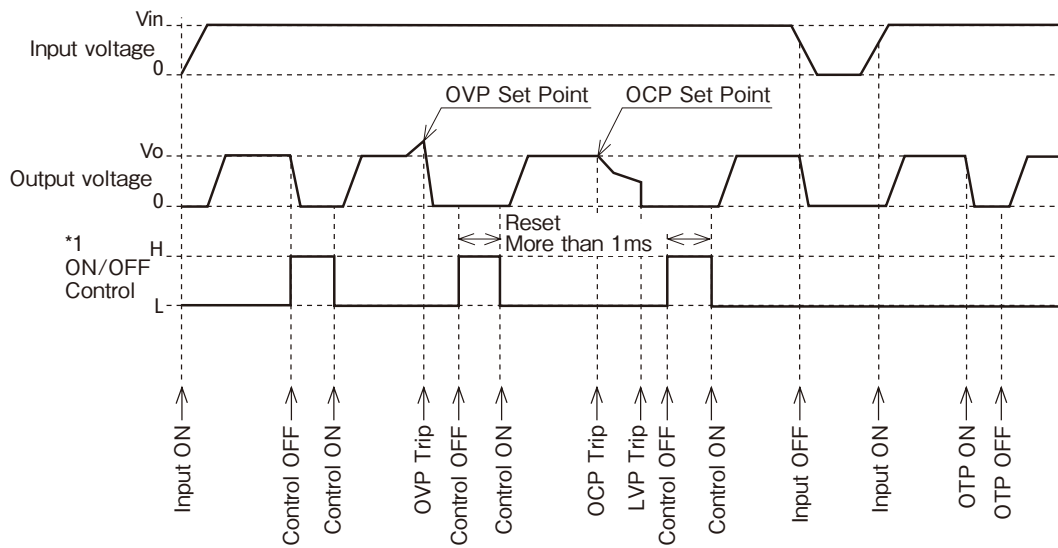 Vin
Input voltage
0
OVP Set Point
OCP Set Point
Vo
Output voltage
0
Reset
More than 1ms
*1
ON/OFF
Control
H
L
Input ON
Control OFF
Control ON
OVP Trip
Control OFF
Control ON
OCP Trip
LVP Trip
Control OFF
Control ON
Input OFF
Input ON
OTP ON
OTP OFF